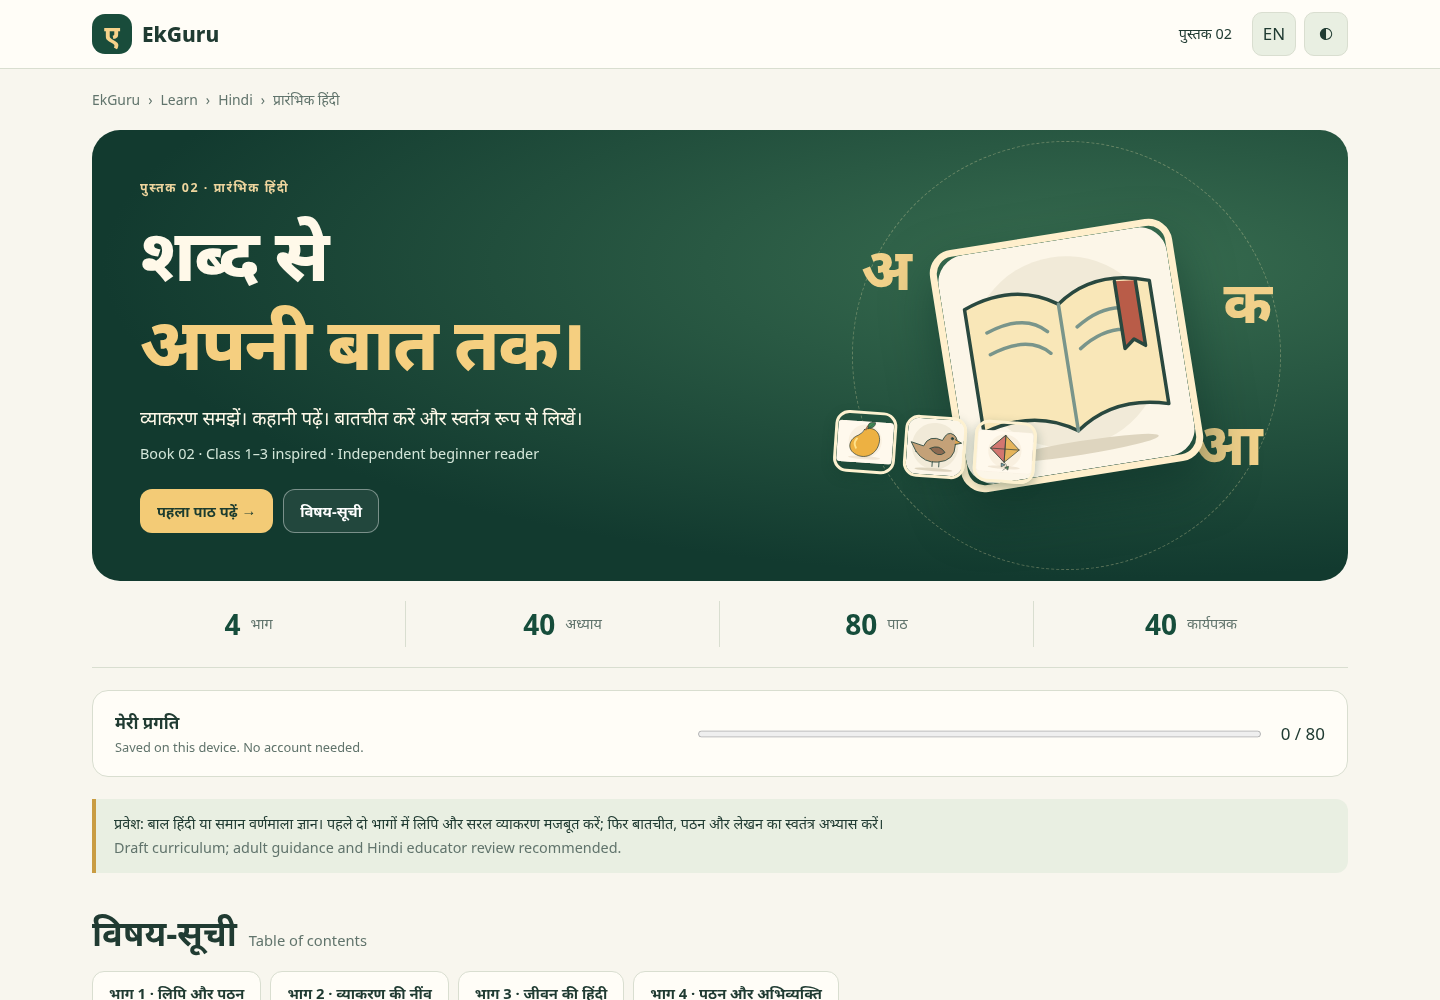 ए EkGuru
पुस्तक 02 EN
EkGuru › Learn › Hindi › प्रारंभिक हिंदी
पुस्तक 02 · प्रारंभिक हिंदी
शब्द से
अपनी बात तक।
व्याकरण समझें। कहानी पढ़ें। बातचीत करें और स्वतंत्र रूप से लिखें।
Book 02 · Class 1–3 inspired · Independent beginner reader
पहला पाठ पढ़ें → विषय-सूची
अ
क
आ
4 भाग 40 अध्याय 80 पाठ 40 कार्यपत्रक
मेरी प्रगति
Saved on this device. No account needed.
0 / 80
प्रवेश: बाल हिंदी या समान वर्णमाला ज्ञान। पहले दो भागों में लिपि और सरल व्याकरण मजबूत करें; फिर बातचीत, पठन और लेखन का स्वतंत्र अभ्यास करें।
Draft curriculum; adult guidance and Hindi educator review recommended.
विषय-सूची Table of contents
भाग 1 · लिपि और पठन भाग 2 · व्याकरण की नींव भाग 3 · जीवन की हिंदी भाग 4 · पठन और अभिव्यक्ति